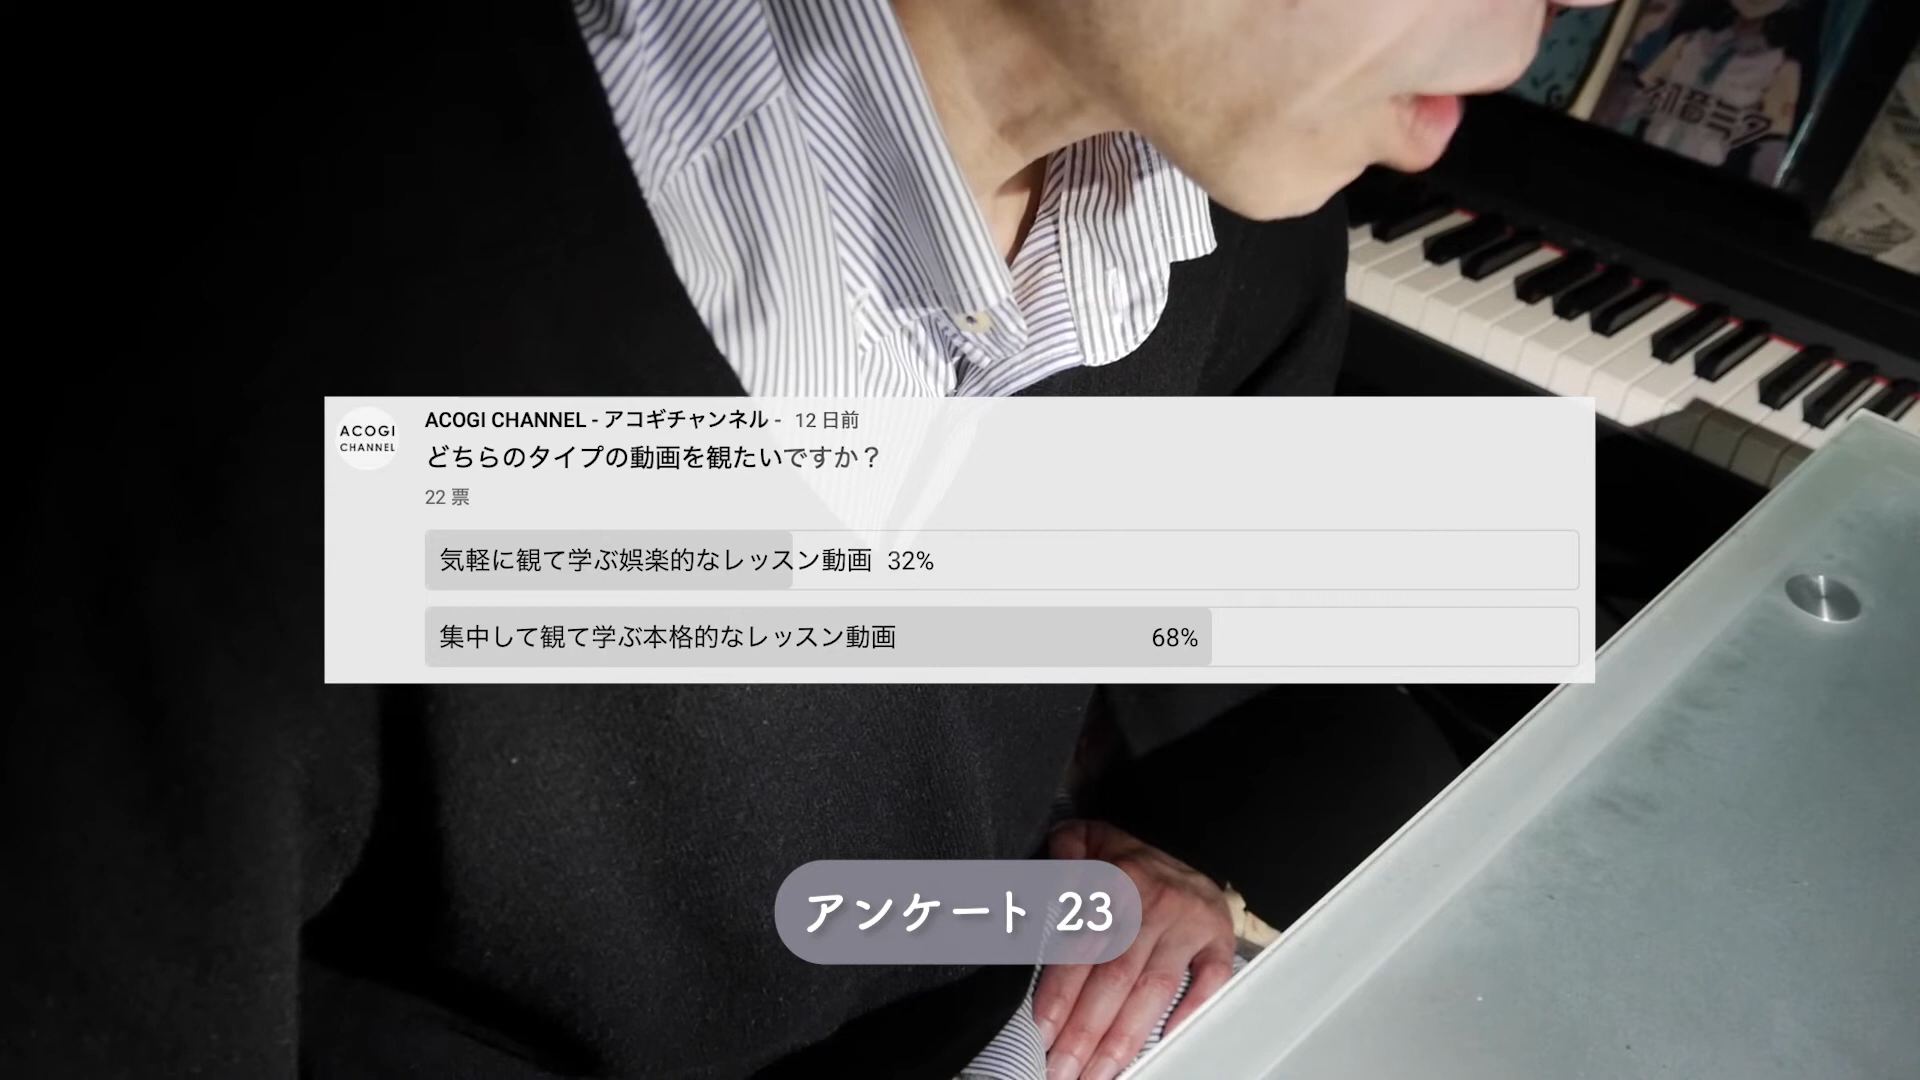 初音ミク
ACOGI
CHANNEL
ACOGI CHANNEL - アコギチャンネル - 12 日前
どちらのタイプの動画を観たいですか？
22 票
気軽に観て学ぶ娯楽的なレッスン動画 32%
集中して観て学ぶ本格的なレッスン動画 68%
アンケート 23